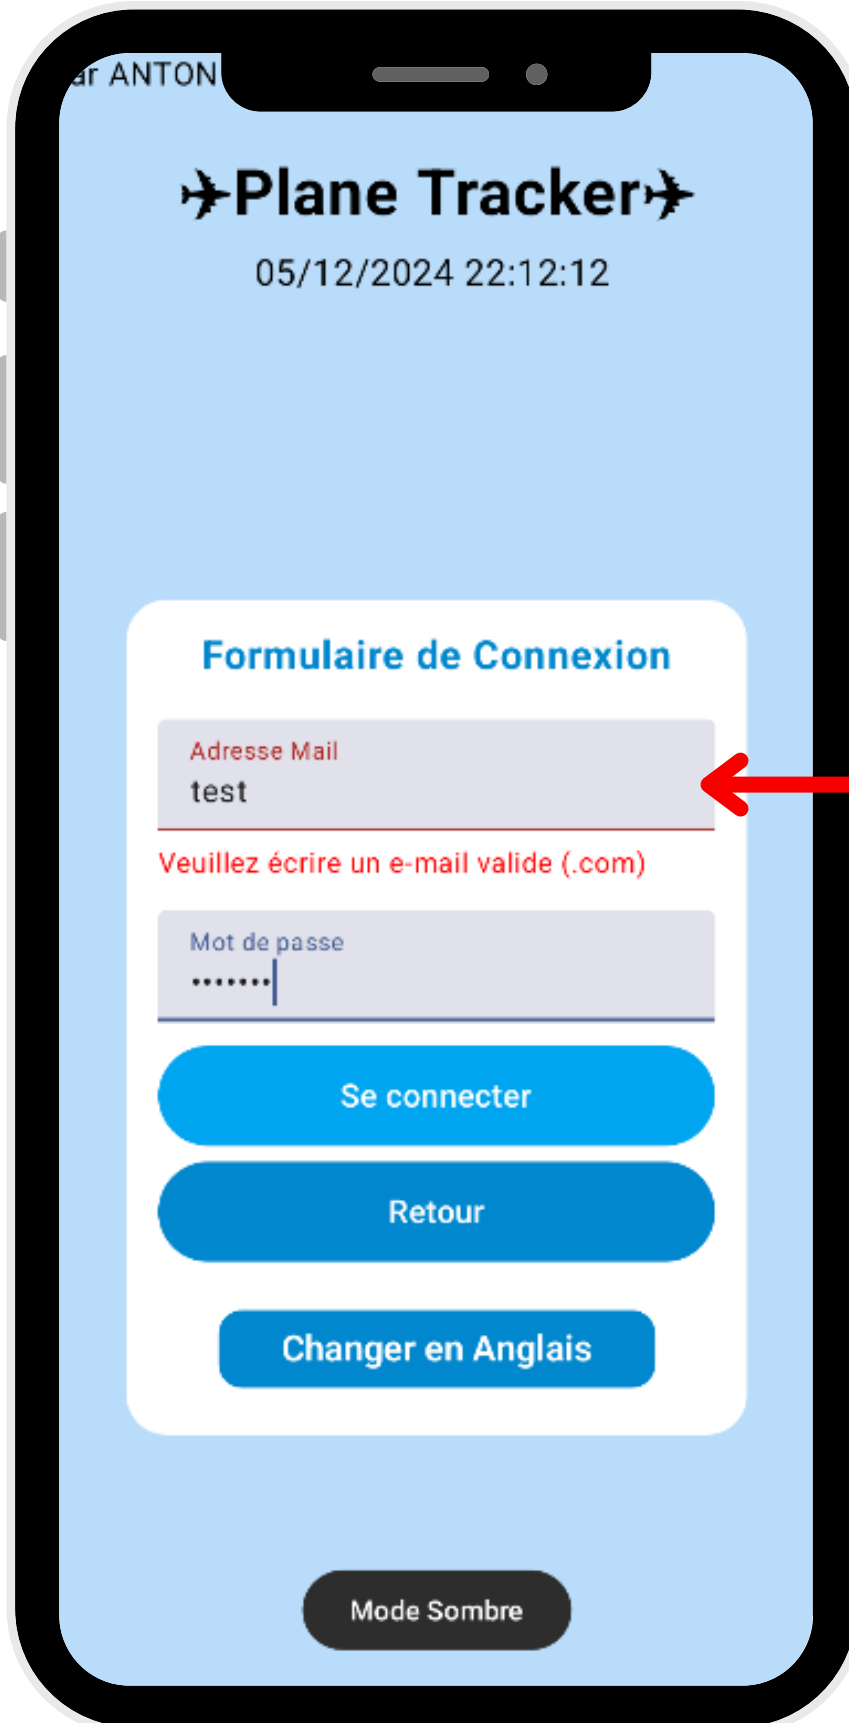 ar ANTON
✈Plane Tracker✈
05/12/2024 22:12:12
Formulaire de Connexion
Adresse Mail
test
Veuillez écrire un e-mail valide (.com)
Mot de passe
•••••••
Se connecter
Retour
Changer en Anglais
Mode Sombre